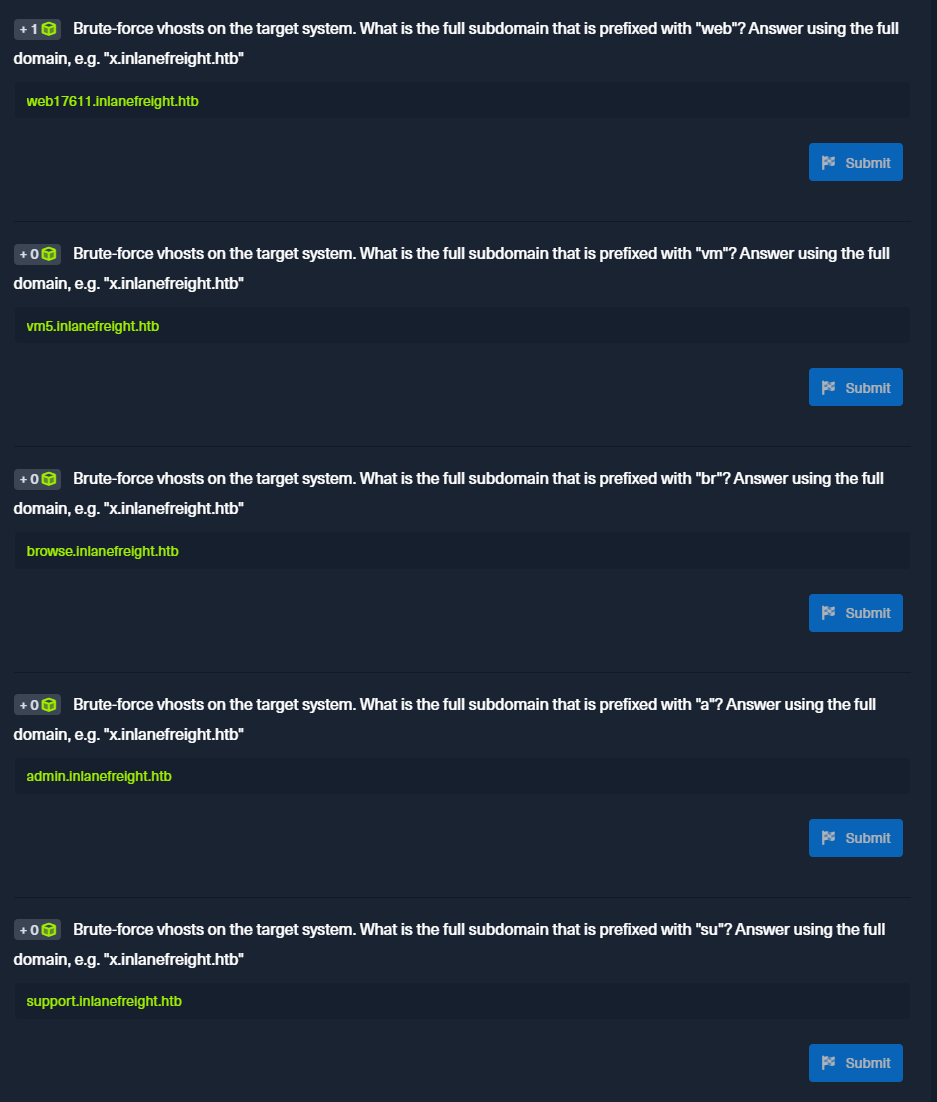 + 1 Brute-force vhosts on the target system. What is the full subdomain that is prefixed with "web"? Answer using the full
domain, e.g. "x.inlanefreight.htb"
web17611.inlanefreight.htb
Submit
+ 0 Brute-force vhosts on the target system. What is the full subdomain that is prefixed with "vm"? Answer using the full
domain, e.g. "x.inlanefreight.htb"
vm5.inlanefreight.htb
Submit
+ 0 Brute-force vhosts on the target system. What is the full subdomain that is prefixed with "br"? Answer using the full
domain, e.g. "x.inlanefreight.htb"
browse.inlanefreight.htb
Submit
+ 0 Brute-force vhosts on the target system. What is the full subdomain that is prefixed with "a"? Answer using the full
domain, e.g. "x.inlanefreight.htb"
admin.inlanefreight.htb
Submit
+ 0 Brute-force vhosts on the target system. What is the full subdomain that is prefixed with "su"? Answer using the full
domain, e.g. "x.inlanefreight.htb"
support.inlanefreight.htb
Submit